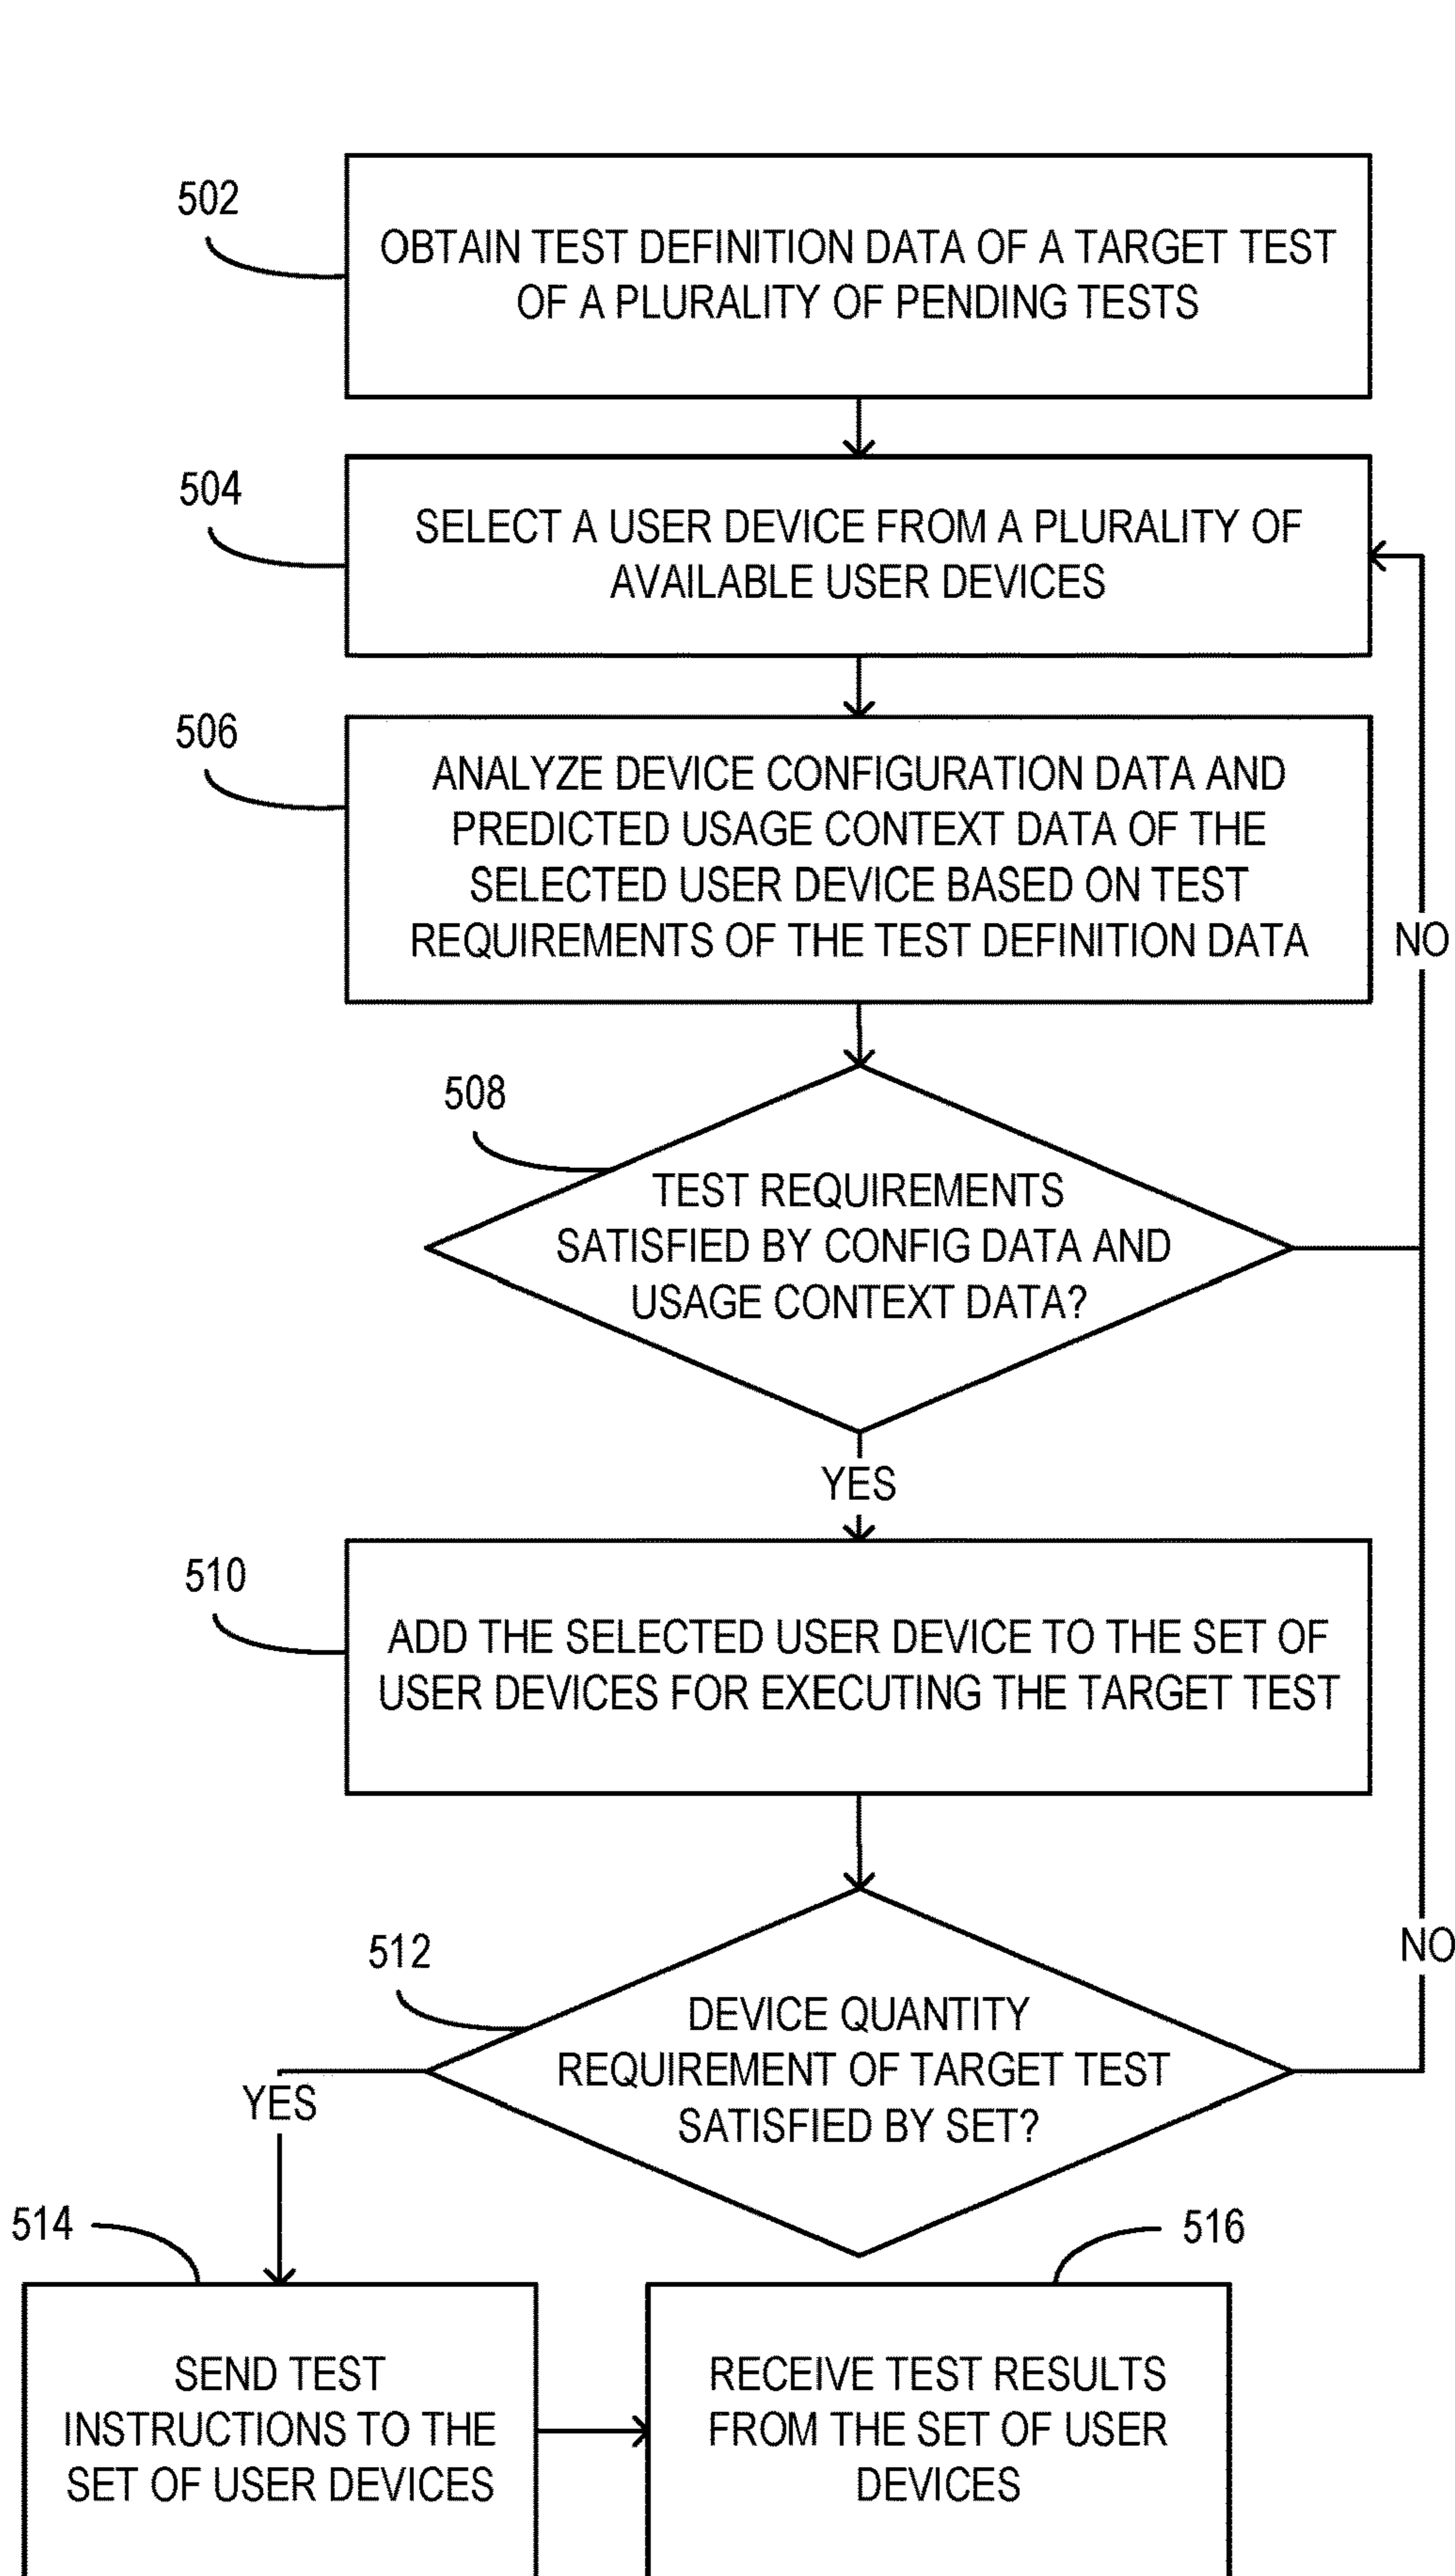 502
OBTAIN TEST DEFINITION DATA OF A TARGET TEST
OF A PLURALITY OF PENDING TESTS
504
SELECT A USER DEVICE FROM A PLURALITY OF
AVAILABLE USER DEVICES
506
ANALYZE DEVICE CONFIGURATION DATA AND
PREDICTED USAGE CONTEXT DATA OF THE
SELECTED USER DEVICE BASED ON TEST
REQUIREMENTS OF THE TEST DEFINITION DATA
NO
508
TEST REQUIREMENTS
SATISFIED BY CONFIG DATA AND
USAGE CONTEXT DATA?
YES
510
ADD THE SELECTED USER DEVICE TO THE SET OF
USER DEVICES FOR EXECUTING THE TARGET TEST
NO
512
DEVICE QUANTITY
REQUIREMENT OF TARGET TEST
SATISFIED BY SET?
YES
514
SEND TEST
INSTRUCTIONS TO THE
SET OF USER DEVICES
516
RECEIVE TEST RESULTS
FROM THE SET OF USER
DEVICES